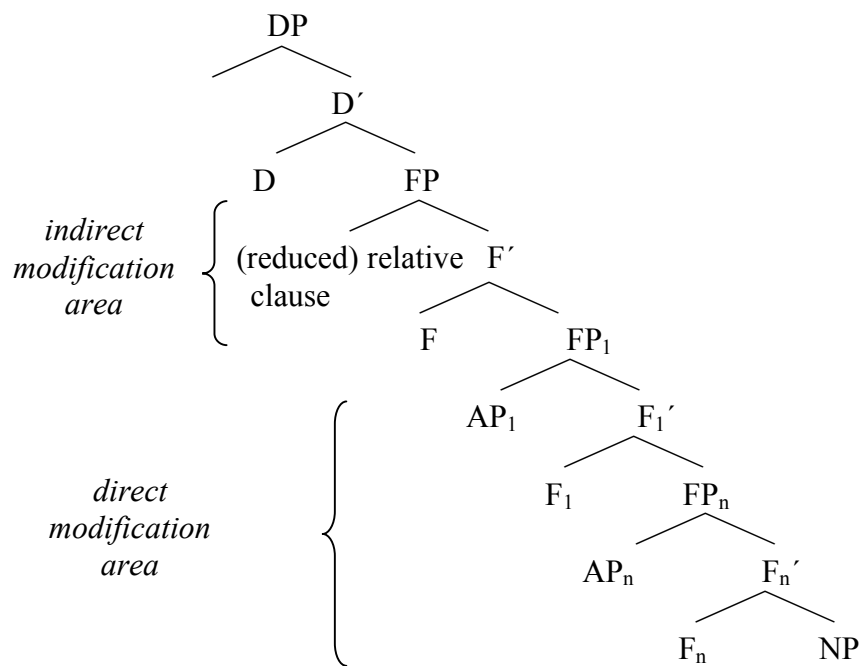 DP
D´
D FP
indirect
modification
area
(reduced) relative F´
clause
F FP₁
AP₁ F₁´
direct
modification
area
F₁ FPₙ
APₙ Fₙ´
Fₙ NP